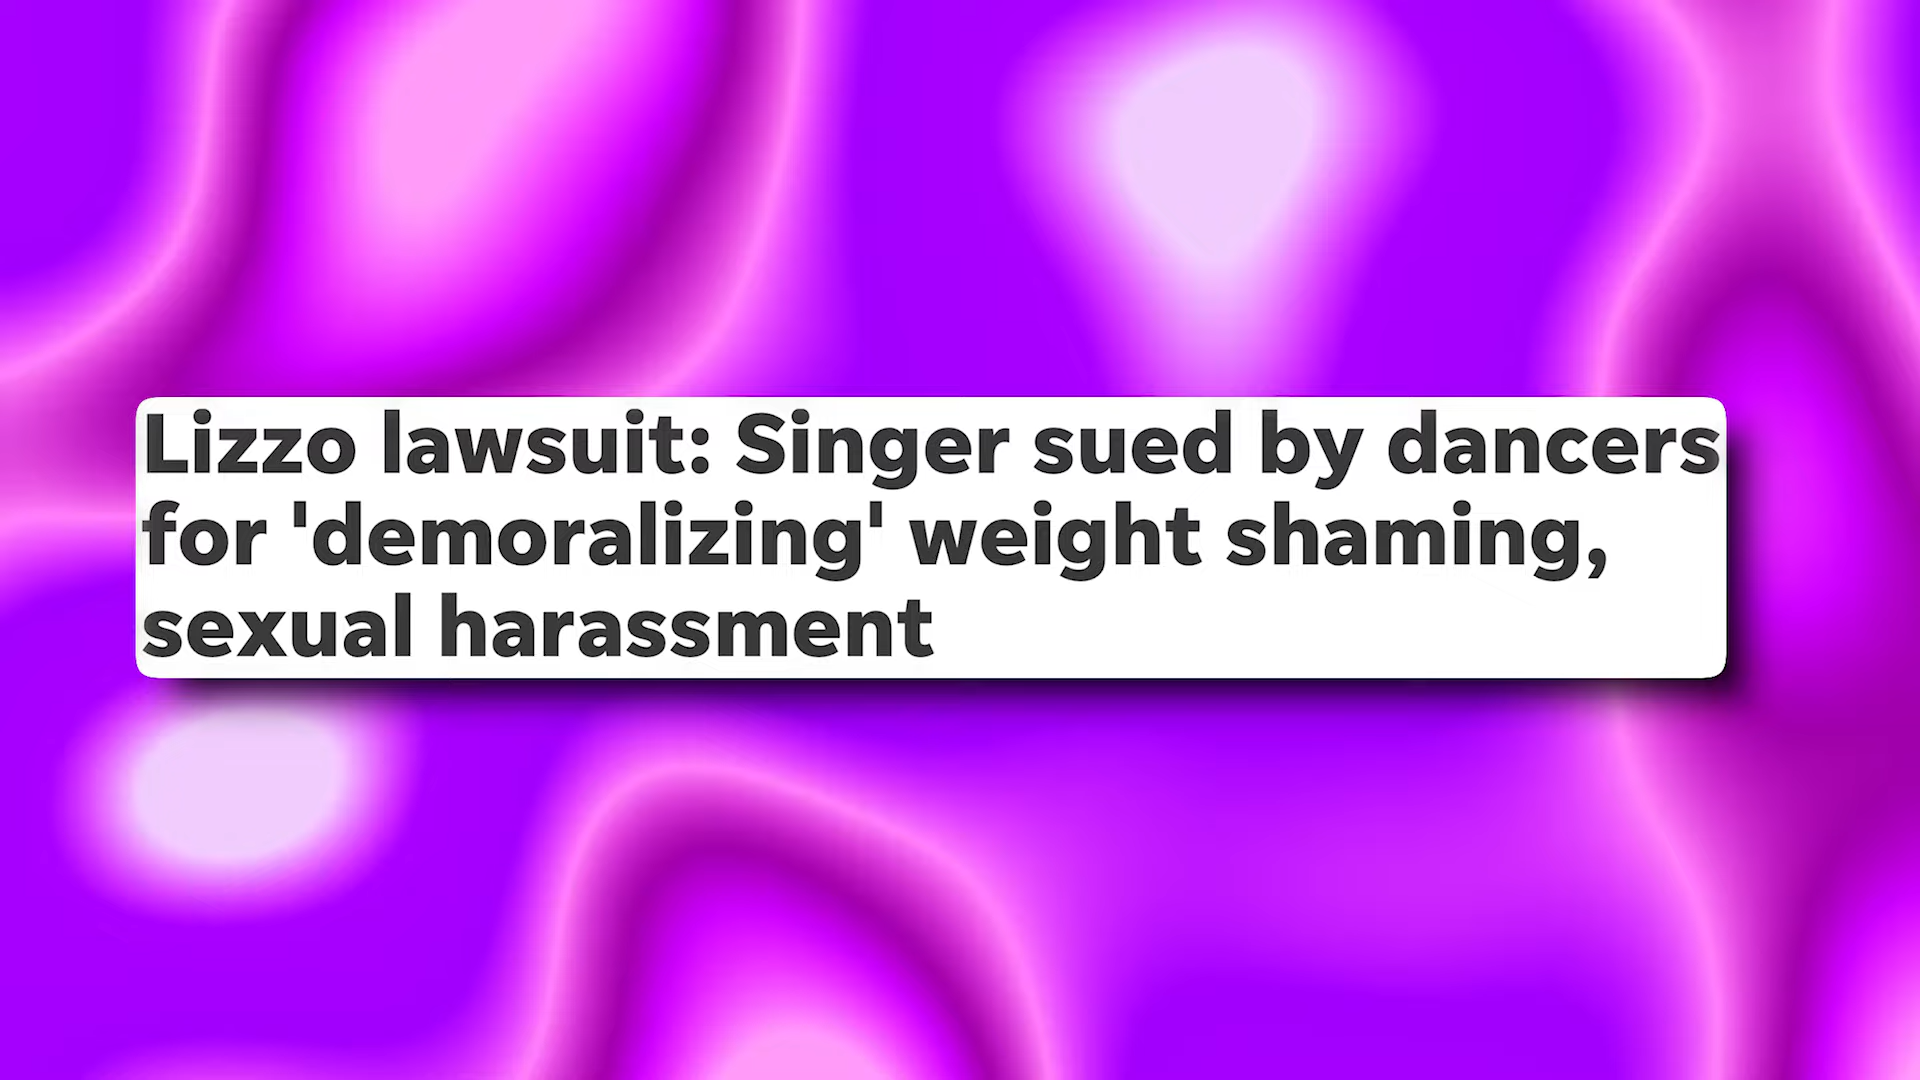 Lizzo lawsuit: Singer sued by dancers
for 'demoralizing' weight shaming,
sexual harassment